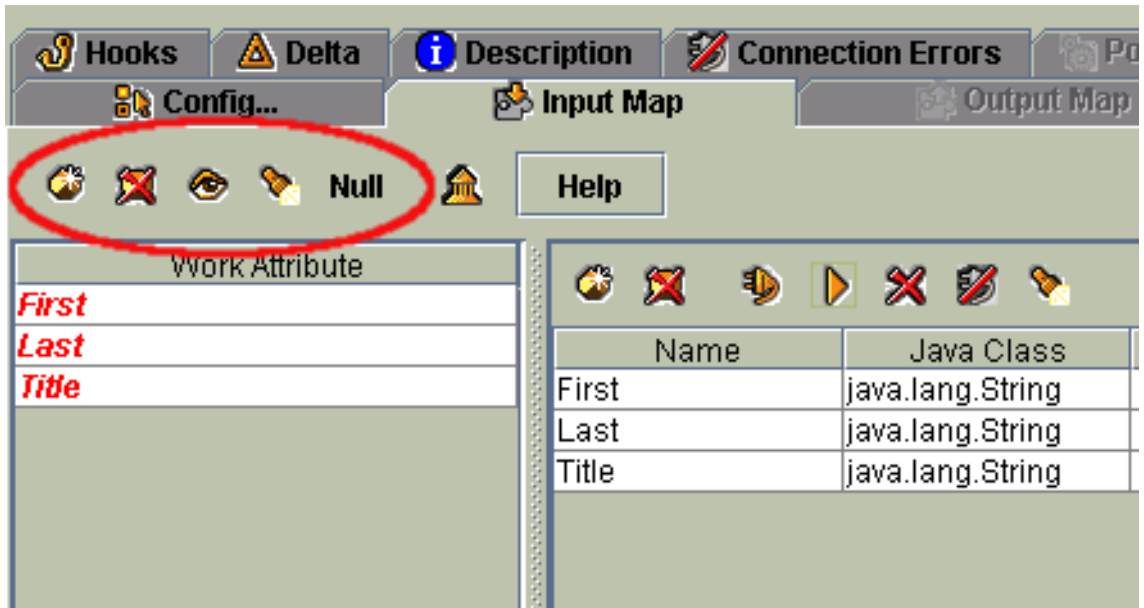 Hooks Delta Description Connection Errors
Config... Input Map Output Map
Null Help
Work Attribute
First
Last
Title
Name Java Class
First java.lang.String
Last java.lang.String
Title java.lang.String